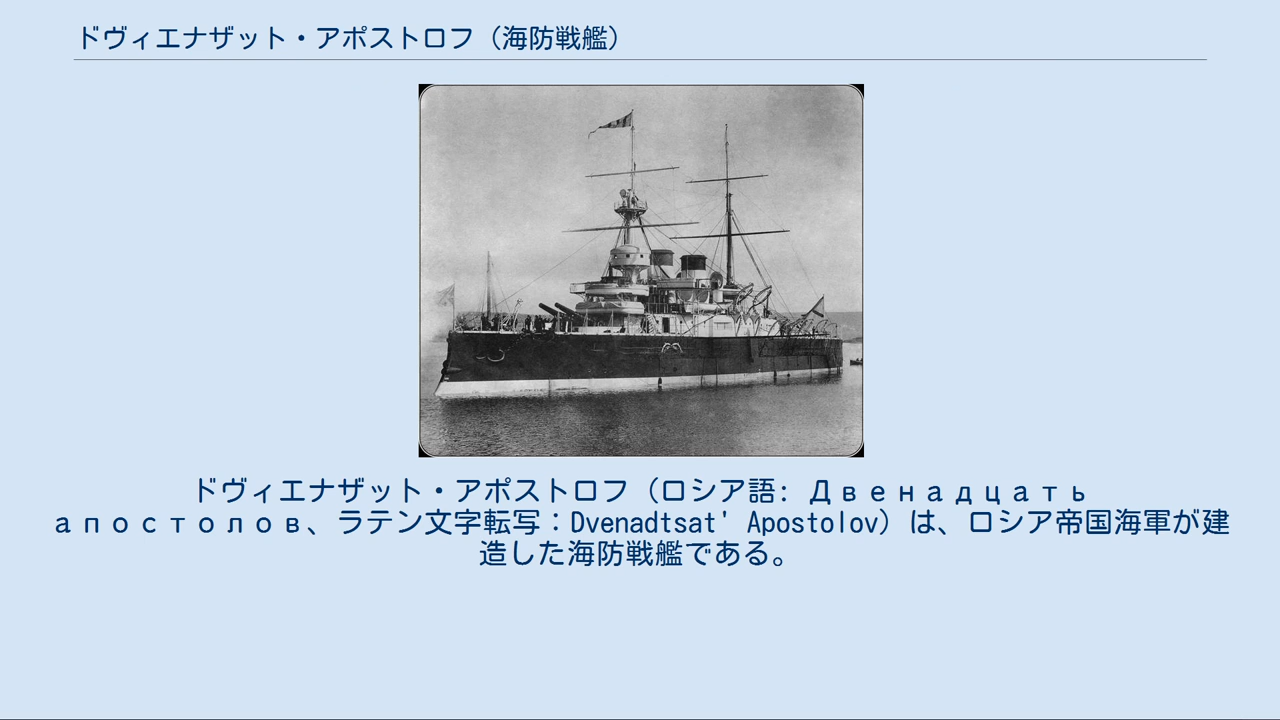 ドヴィエナザット・アポストロフ（海防戦艦）
ドヴィエナザット・アポストロフ（ロシア語: Двенадцать
апостолов、ラテン文字転写：Dvenadtsat' Apostolov）は、ロシア帝国海軍が建
造した海防戦艦である。